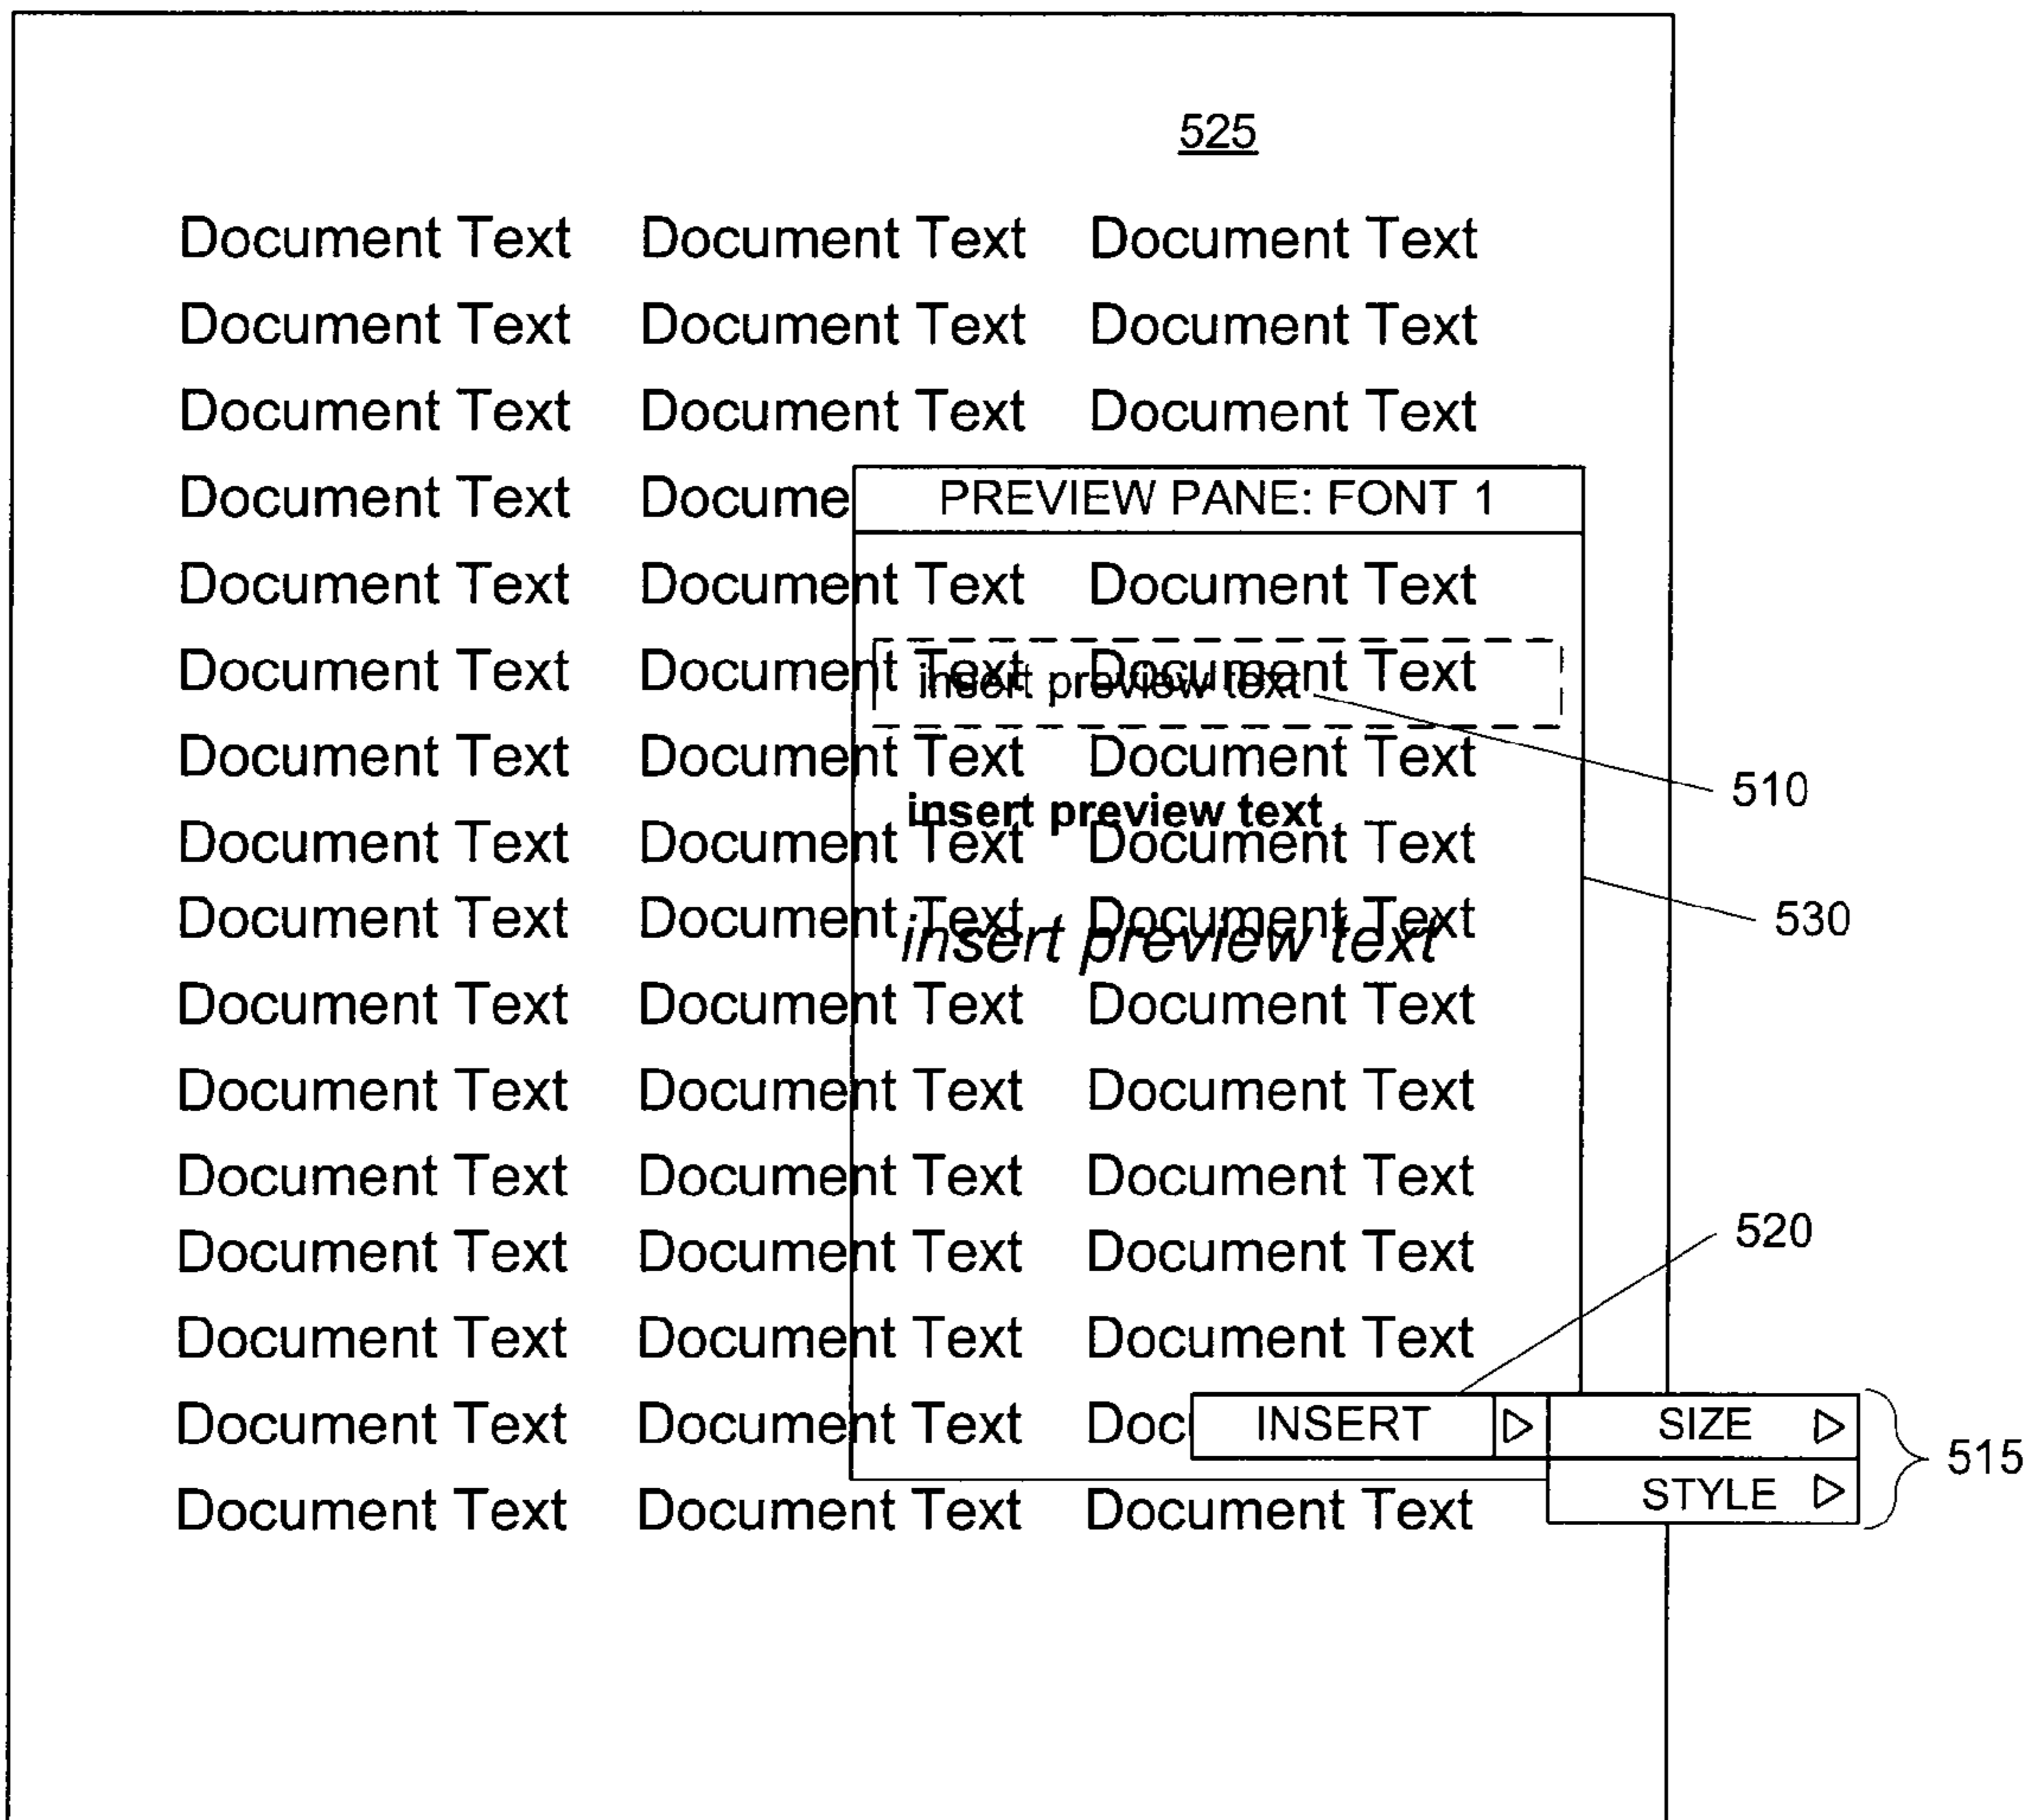 525
Document Text Document Text Document Text
Document Text Document Text Document Text
Document Text Document Text Document Text
Document Text Docume PREVIEW PANE: FONT 1
Document Text Document Text Document Text
Document Text Document Text Document Text
insert preview text
Document Text Document Text Document Text
510
insert preview text
Document Text Document Text Document Text
Document Text Document Text Document Text
530
insert preview text
Document Text Document Text Document Text
Document Text Document Text Document Text
Document Text Document Text Document Text
520
Document Text Document Text Document Text
Document Text Document Text Document Text
Document Text Document Text Doc INSERT SIZE
515
STYLE
Document Text Document Text Document Text